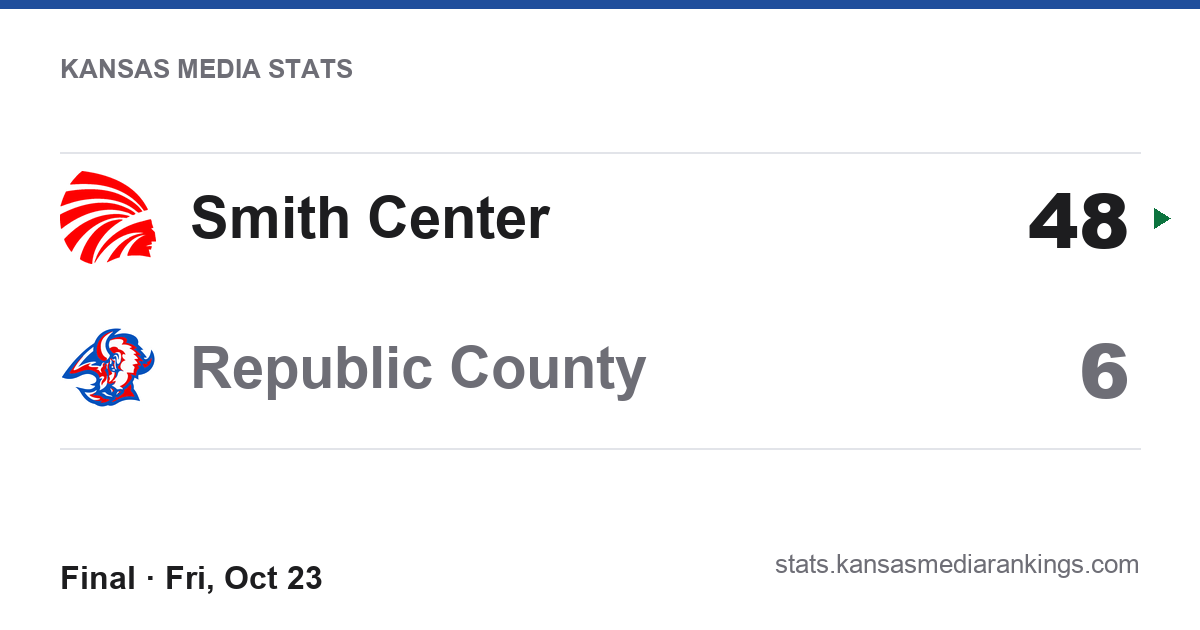 KANSAS MEDIA STATS
Smith Center 48
Republic County 6
Final · Fri, Oct 23
stats.kansasmediarankings.com